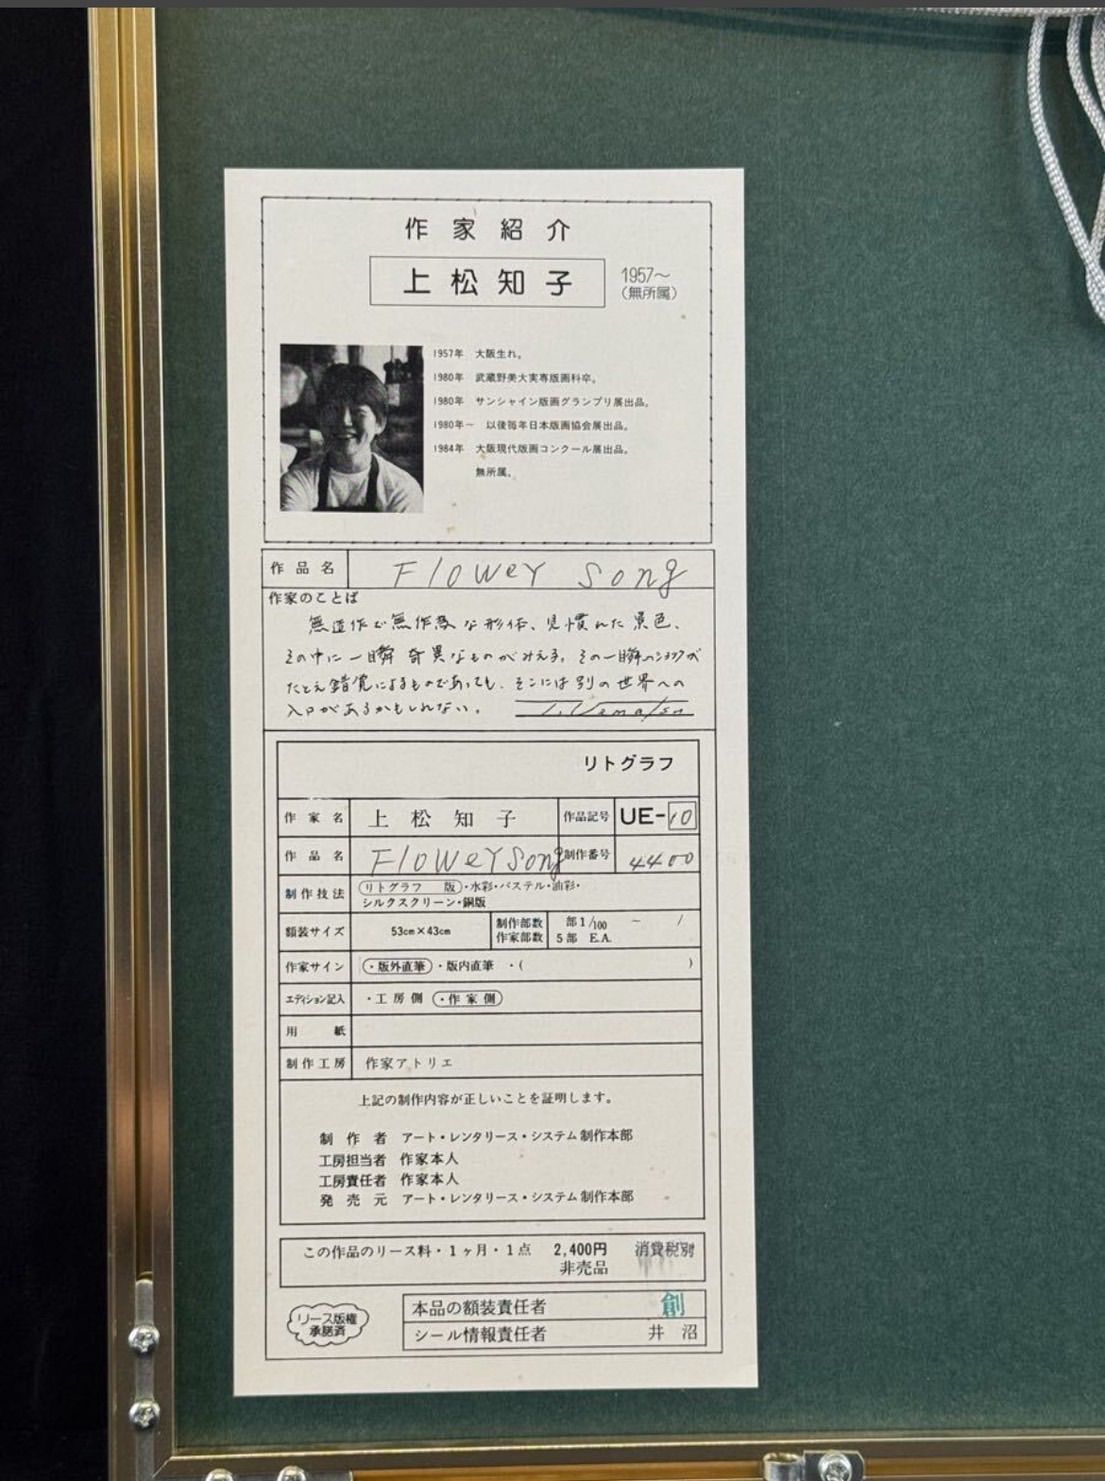 作家紹介
上松知子
1957〜
(無所属)
1957年 大阪生れ。
1980年 武蔵野美大実専版画科卒。
1980年 サンシャイン版画グランプリ展出品。
1980年− 以後毎年日本版画協会展出品。
1984年 大阪現代版画コンクール展出品。
無所属。
作品名 Flower Song
作家のことば
無造作で無作為な形体、見慣れた景色、
その中に一瞬奇異なものがみえる。その一瞬のショックが
たとえ錯覚によるものであっても、そこには別の世界への
入口があるかもしれない。 T.Uematsu
リトグラフ
作家名 上松知子 作品記号 UE-10
作品名 Flower Song 制作番号 4400
制作技法 リトグラフ 版・水彩・パステル・油彩・
シルクスクリーン・銅版
額装サイズ 53cm×43cm 制作部数 部1/100 ~ /
作家部数 5部 E.A.
作家サイン ・版外直筆・版内直筆 ・( )
エディション記入 ・工房側 ・作家側
用紙
制作工房 作家アトリエ
上記の制作内容が正しいことを証明します。
制作者 アート・レンタリース・システム制作本部
工房担当者 作家本人
工房責任者 作家本人
発売元 アート・レンタリース・システム制作本部
この作品のリース料・1ヶ月・1点 2,400円 消費税別
非売品
リース版権
承諾済
本品の額装責任者 創
シール情報責任者 井沼